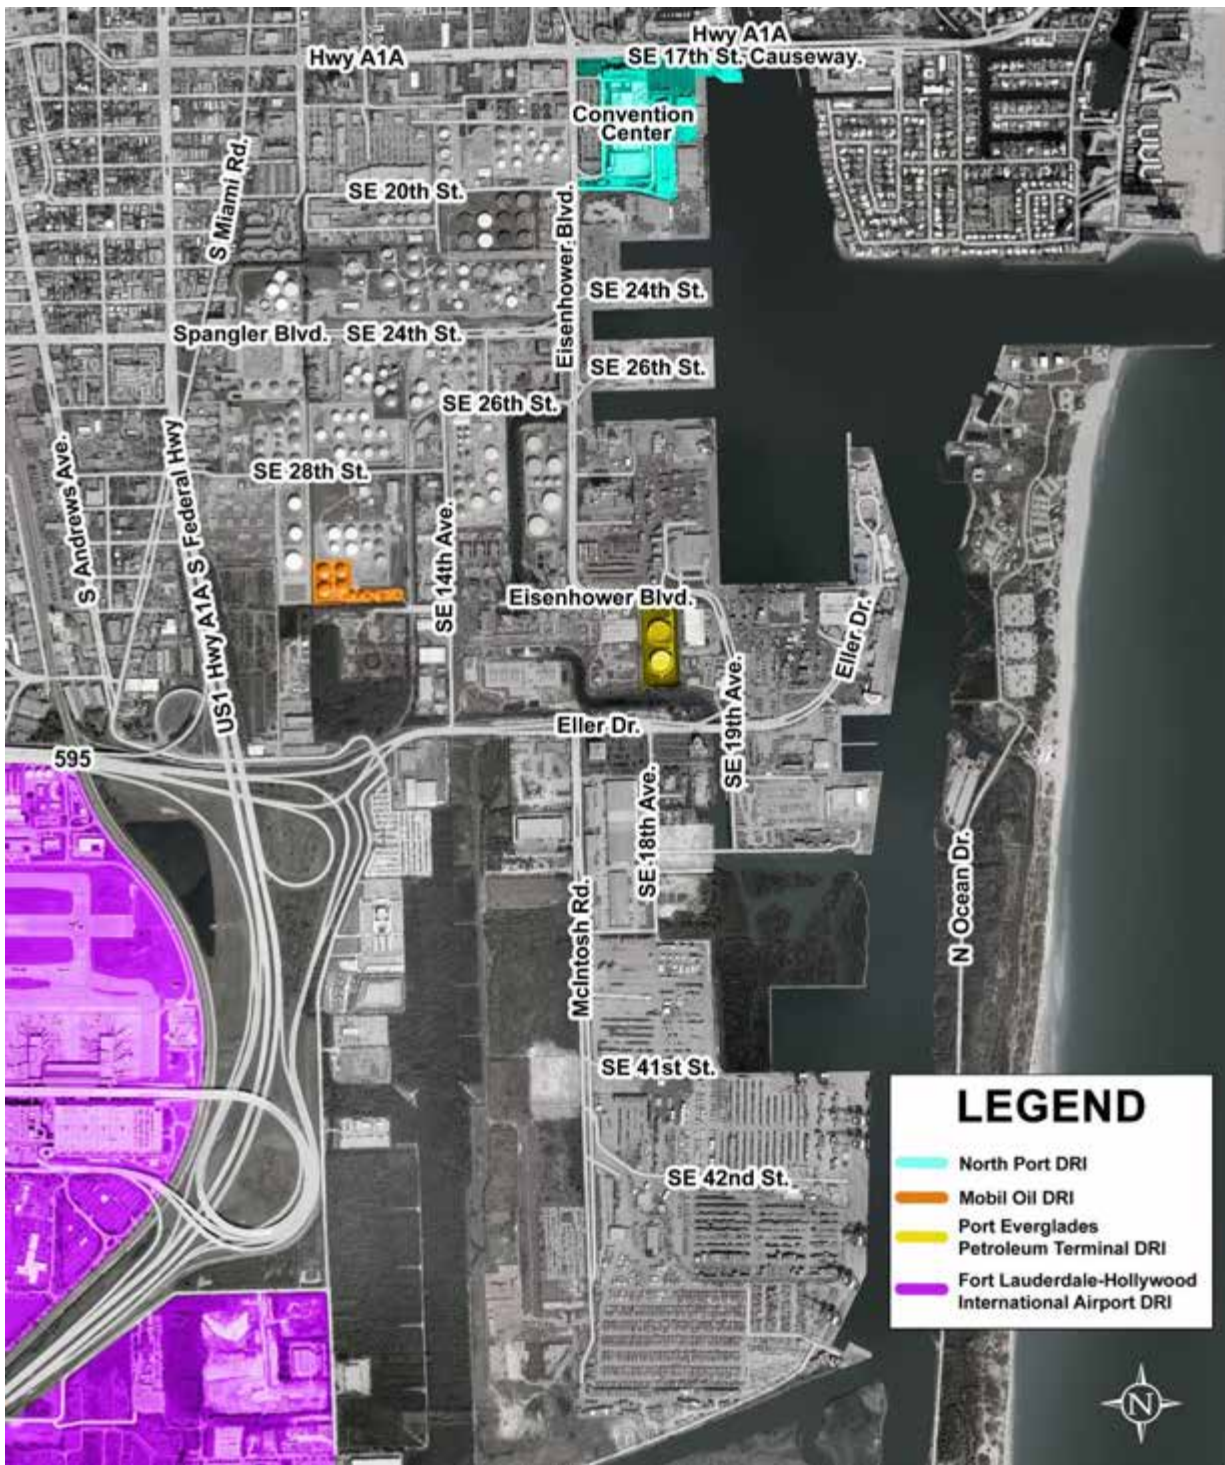 Hwy A1A
Hwy A1A
SE 17th St. Causeway.
Convention
Center
S Miami Rd.
SE 20th St.
Eisenhower Blvd.
SE 24th St.
Spangler Blvd.
SE 24th St.
SE 26th St.
SE 26th St.
SE 28th St.
S Andrews Ave.
US1 Hwy A1A S Federal Hwy
SE 14th Ave.
Eisenhower Blvd.
Eller Dr.
SE 19th Ave.
Eller Dr.
595
SE 18th Ave.
McIntosh Rd.
N Ocean Dr.
SE 41st St.
SE 42nd St.
LEGEND
North Port DRI
Mobil Oil DRI
Port Everglades
Petroleum Terminal DRI
Fort Lauderdale-Hollywood
International Airport DRI
N